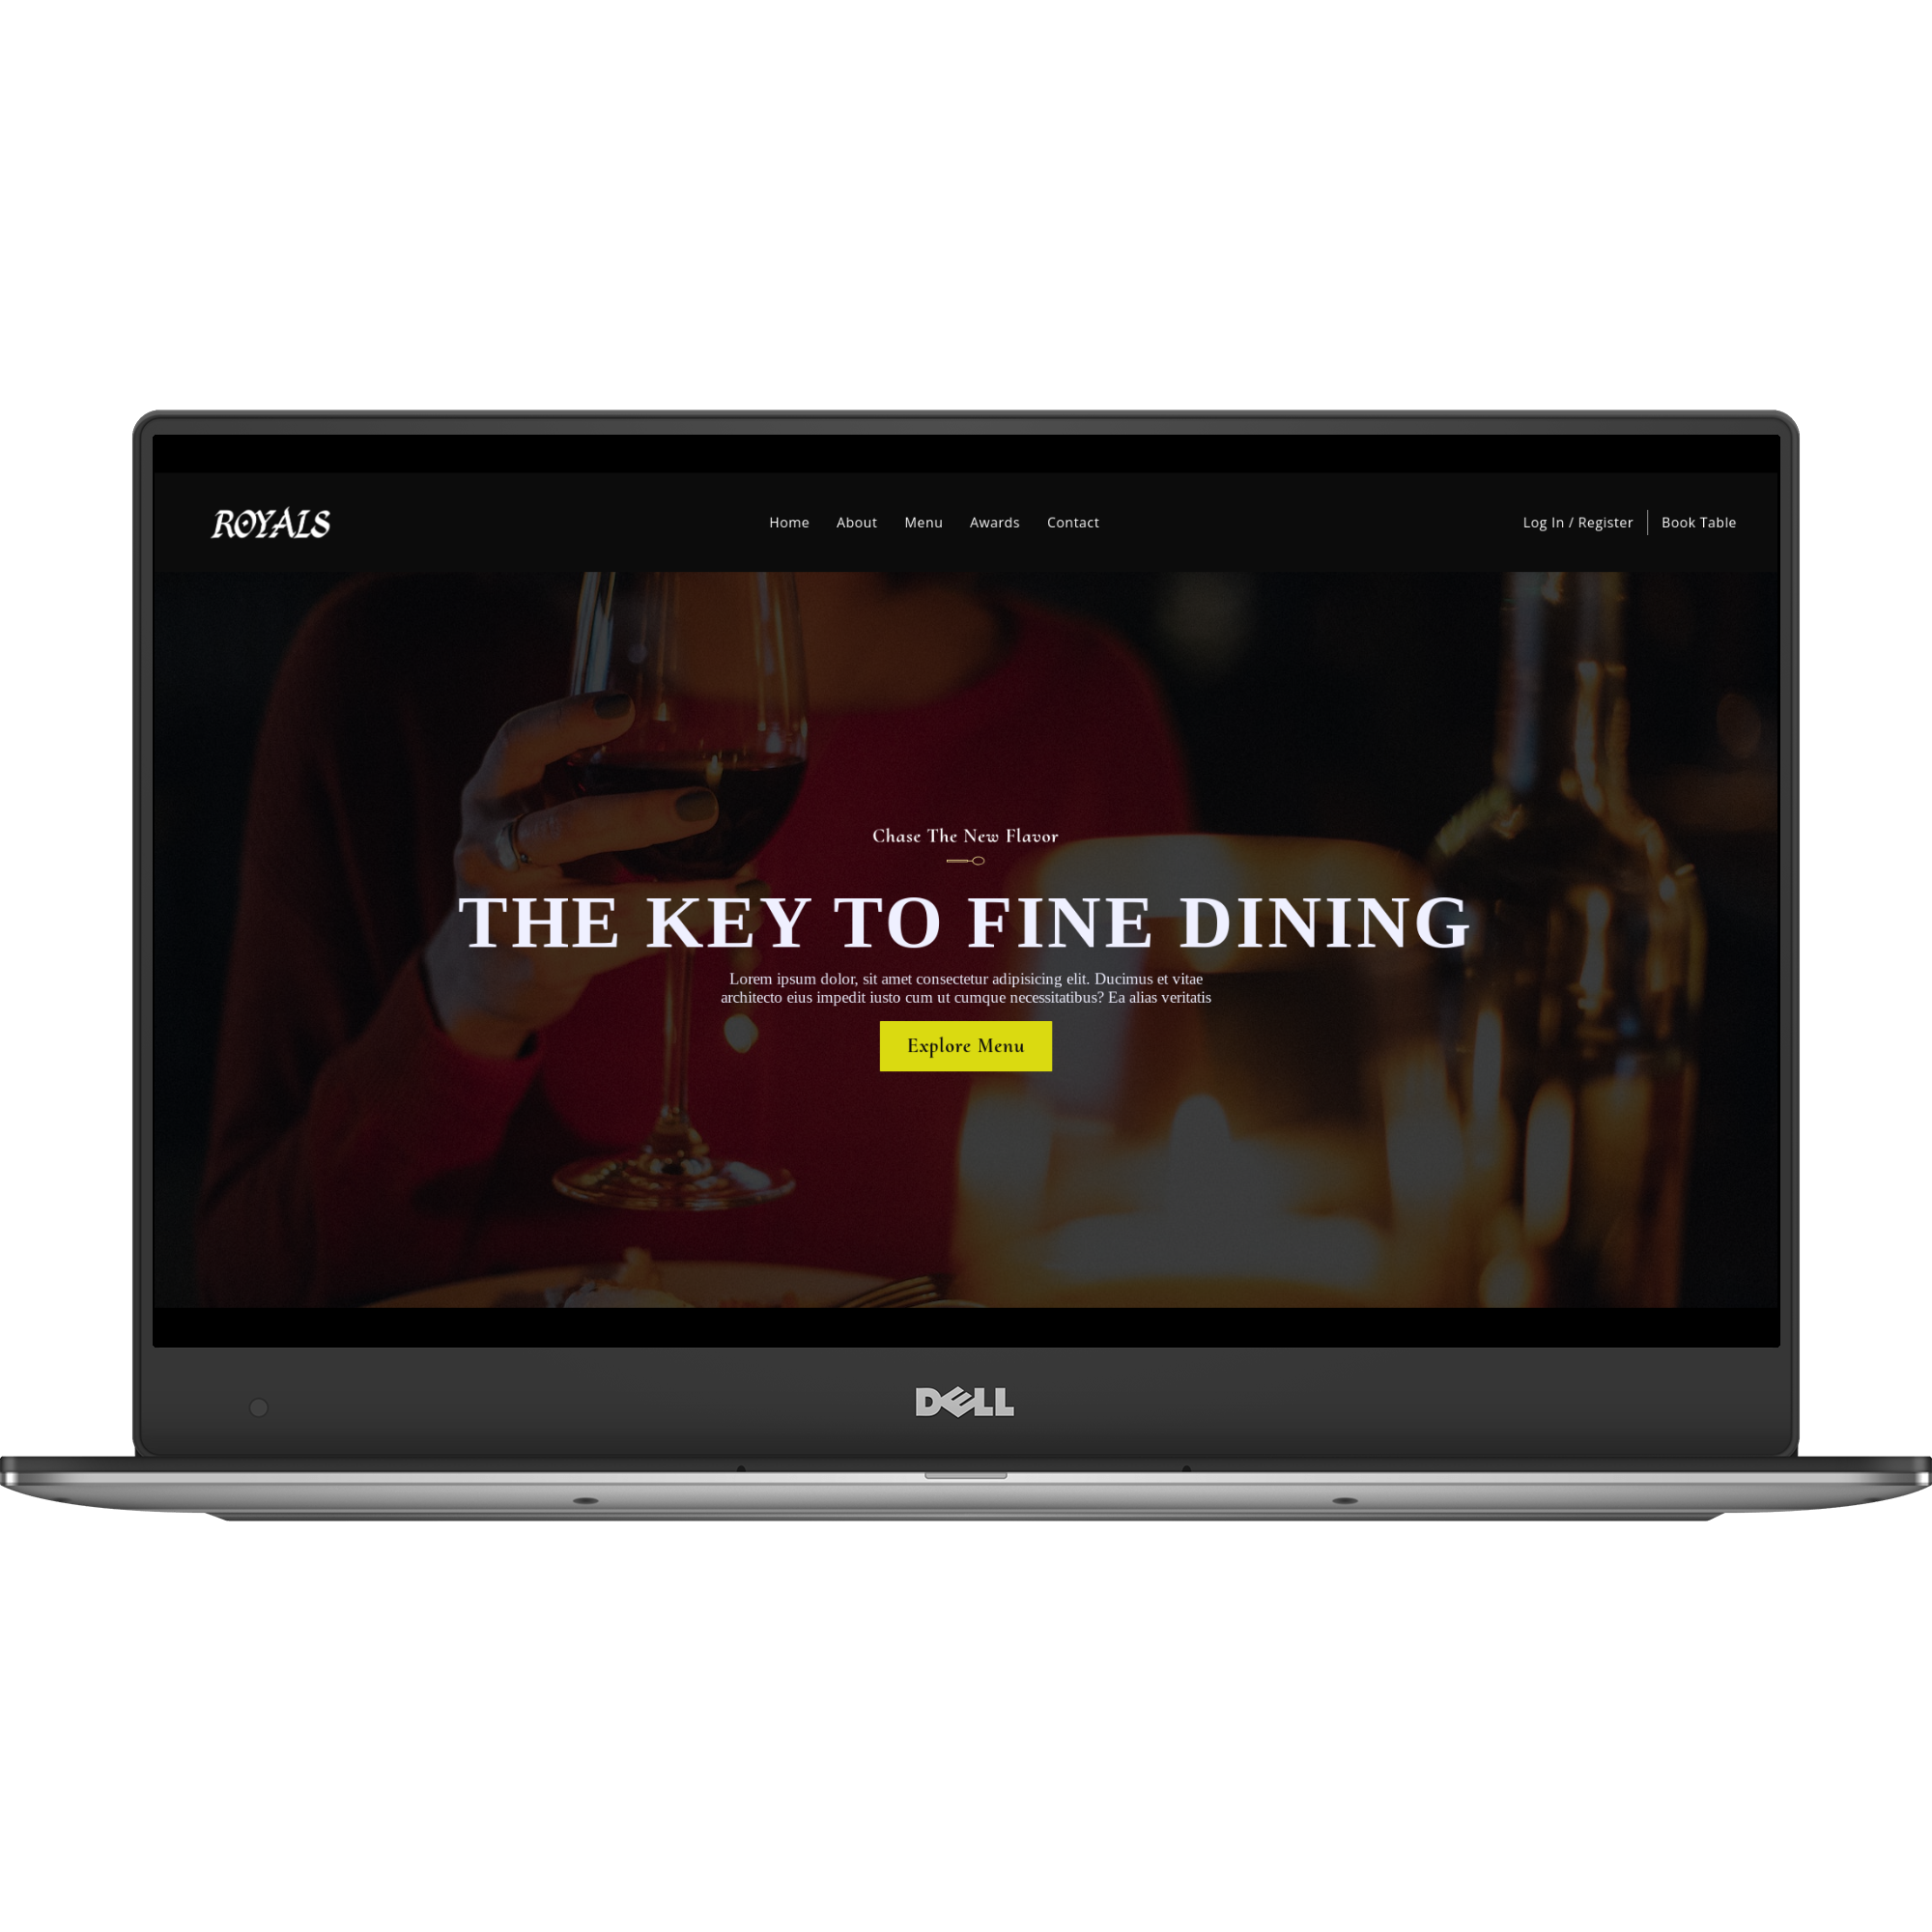 ROYALS
Home About Menu Awards Contact
Log In / Register Book Table
Chase The New Flavor
THE KEY TO FINE DINING
Lorem ipsum dolor, sit amet consectetur adipisicing elit. Ducimus et vitae
architecto eius impedit iusto cum ut cumque necessitatibus? Ea alias veritatis
Explore Menu
DELL